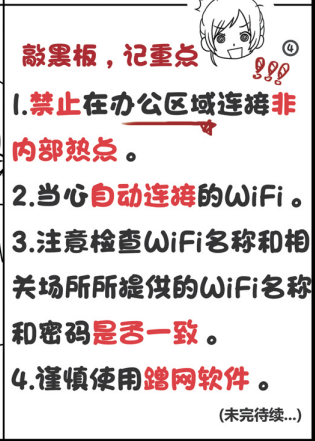 ④
敲黑板,记重点
!!!
1.禁止在办公区域连接非
内部热点。
2.当心自动连接的WiFi。
3.注意检查WiFi名称和相
关场所所提供的WiFi名称
和密码是否一致。
4.谨慎使用蹭网软件。
(未完待续...)